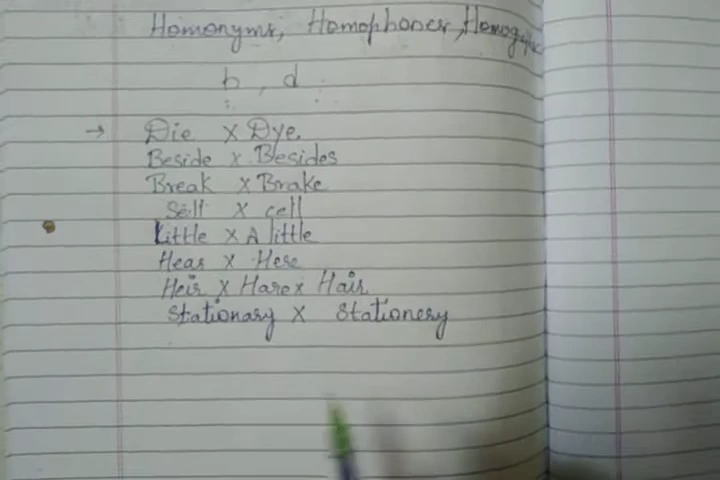 Homonyms, Homophones, Homographs
b, d
→ Die X Dye.
Beside X Besides
Break X Brake
Sell X cell
Little X A little
Hear X Here
Heir X Hare X Hair
Stationary X Stationery